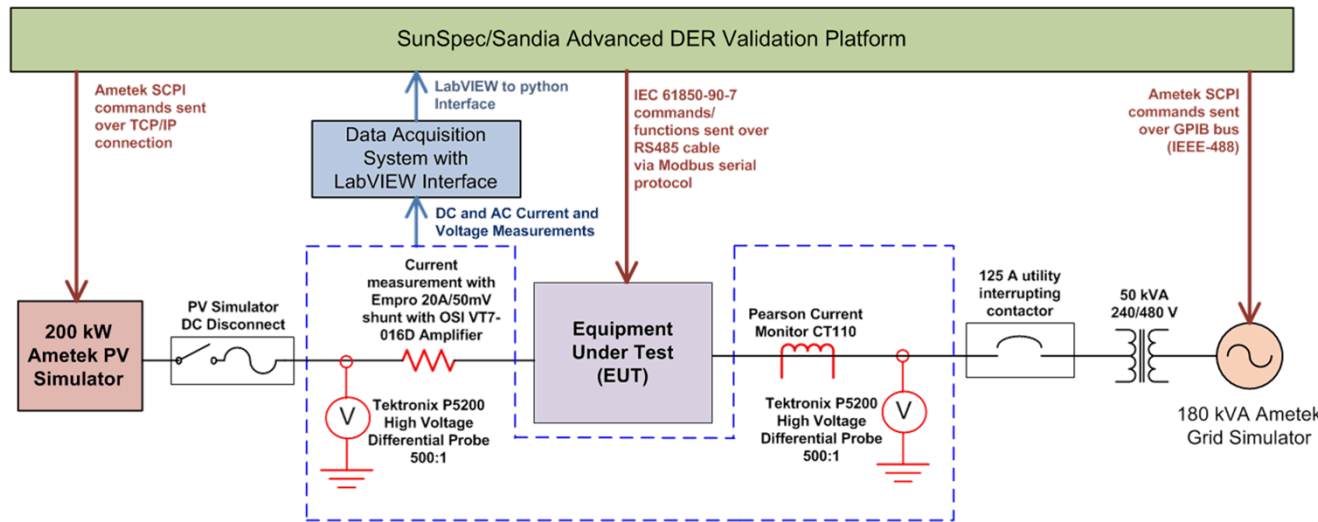 SunSpec/Sandia Advanced DER Validation Platform
Ametek SCPI
commands sent
over TCP/IP
connection
LabVIEW to python
Interface
IEC 61850-90-7
commands/
functions sent over
RS485 cable
via Modbus serial
protocol
Ametek SCPI
commands sent
over GPIB bus
(IEEE-488)
Data Acquisition
System with
LabVIEW Interface
DC and AC Current and
Voltage Measurements
200 kW
Ametek PV
Simulator
PV Simulator
DC Disconnect
Current
measurement with
Empro 20A/50mV
shunt with OSI VT7-
016D Amplifier
V
Tektronix P5200
High Voltage
Differential Probe
500:1
Equipment
Under Test
(EUT)
Pearson Current
Monitor CT110
Tektronix P5200
High Voltage
Differential Probe
500:1
V
125 A utility
interrupting
contactor
50 kVA
240/480 V
180 kVA Ametek
Grid Simulator